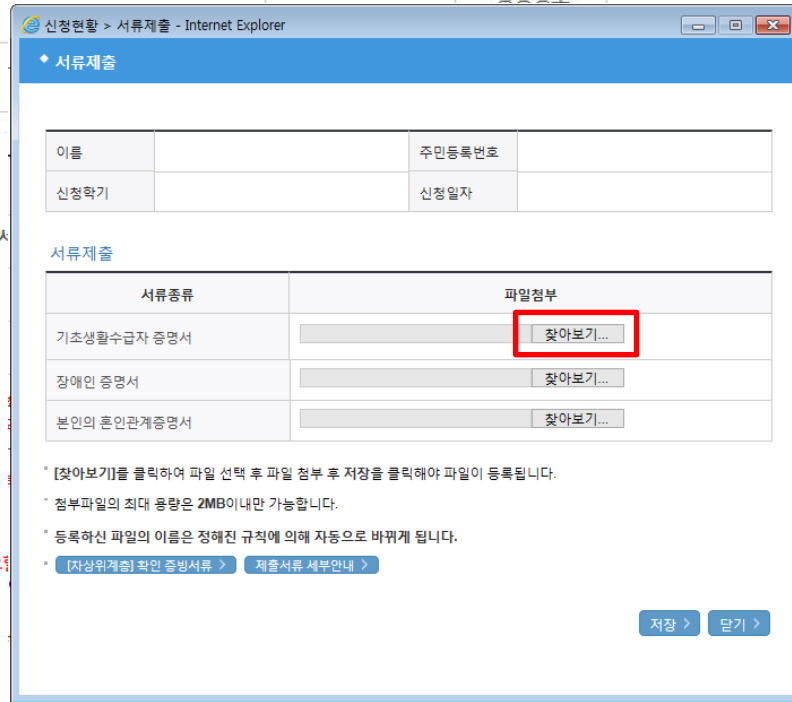 신청현황 > 서류제출 - Internet Explorer
서류제출
이름 주민등록번호
신청학기 신청일자
서류제출
서류종류 파일첨부
기초생활수급자 증명서 찾아보기...
장애인 증명서 찾아보기...
본인의 혼인관계증명서 찾아보기...
[찾아보기]를 클릭하여 파일 선택 후 파일 첨부 후 저장을 클릭해야 파일이 등록됩니다.
첨부파일의 최대 용량은 2MB이내만 가능합니다.
등록하신 파일의 이름은 정해진 규칙에 의해 자동으로 바뀌게 됩니다.
[차상위계층] 확인 증빙서류 > 제출서류 세부안내 >
저장 > 닫기 >